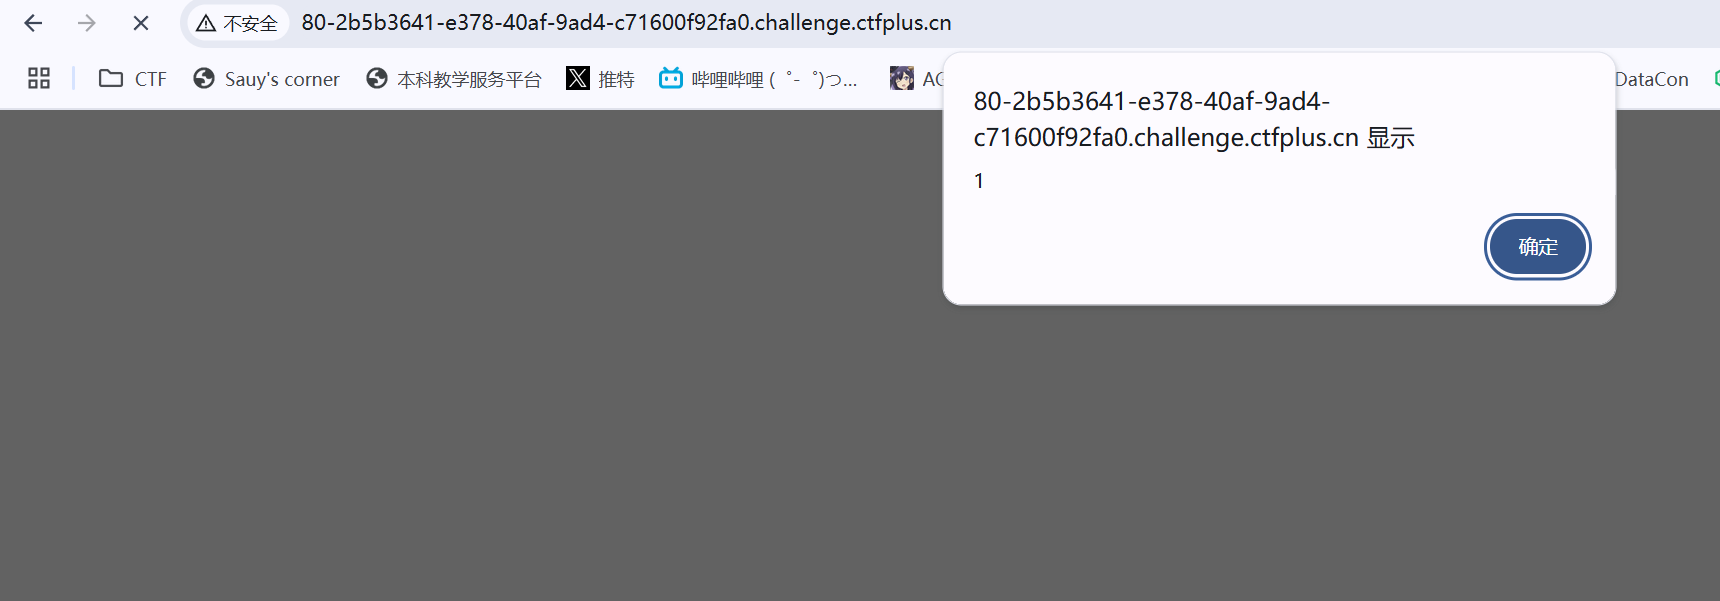 不安全 80-2b5b3641-e378-40af-9ad4-c71600f92fa0.challenge.ctfplus.cn
CTF Sauy's corner 本科教学服务平台 推特 哔哩哔哩 ( ゜- ゜)つ... DataCon
80-2b5b3641-e378-40af-9ad4-
c71600f92fa0.challenge.ctfplus.cn 显示
1
确定